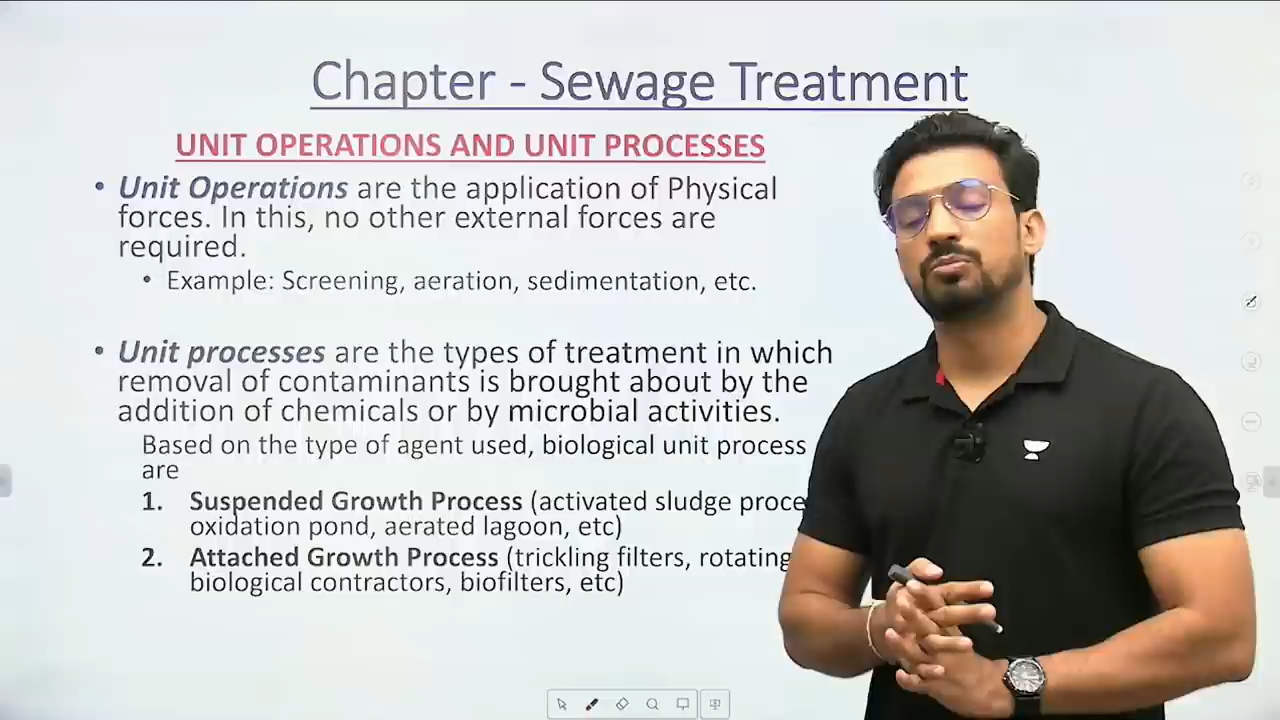 Chapter - Sewage Treatment
UNIT OPERATIONS AND UNIT PROCESSES
• Unit Operations are the application of Physical
forces. In this, no other external forces are
required.
• Example: Screening, aeration, sedimentation, etc.
• Unit processes are the types of treatment in which
removal of contaminants is brought about by the
addition of chemicals or by microbial activities.
Based on the type of agent used, biological unit process
are
1. Suspended Growth Process (activated sludge proce
oxidation pond, aerated lagoon, etc)
2. Attached Growth Process (trickling filters, rotating
biological contractors, biofilters, etc)